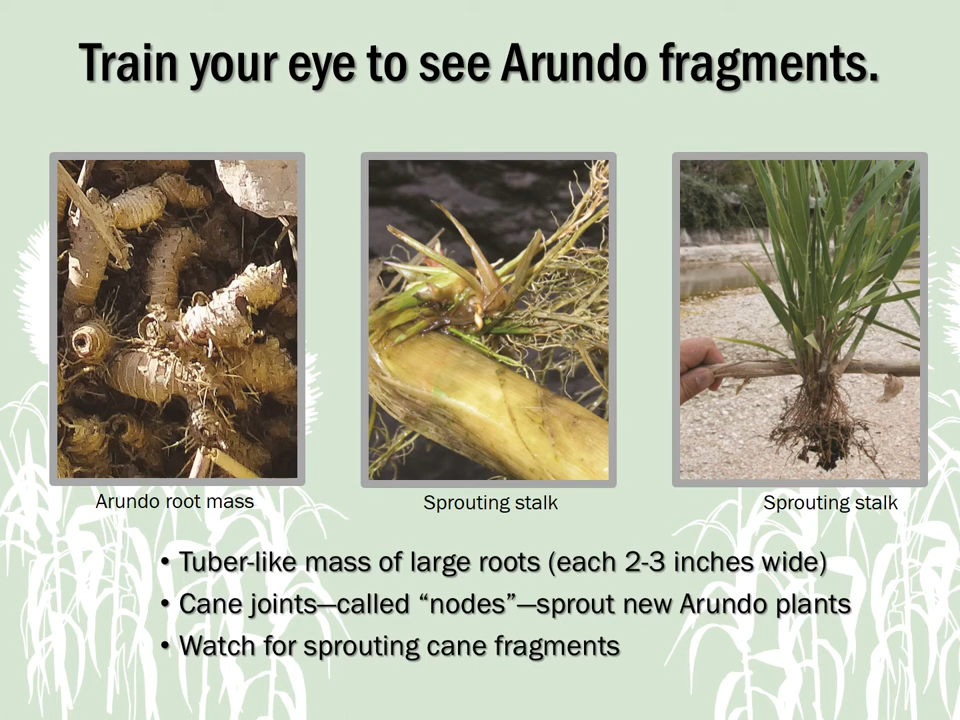 Train your eye to see Arundo fragments.
Arundo root mass
Sprouting stalk
Sprouting stalk
• Tuber-like mass of large roots (each 2-3 inches wide)
• Cane joints—called “nodes”—sprout new Arundo plants
• Watch for sprouting cane fragments